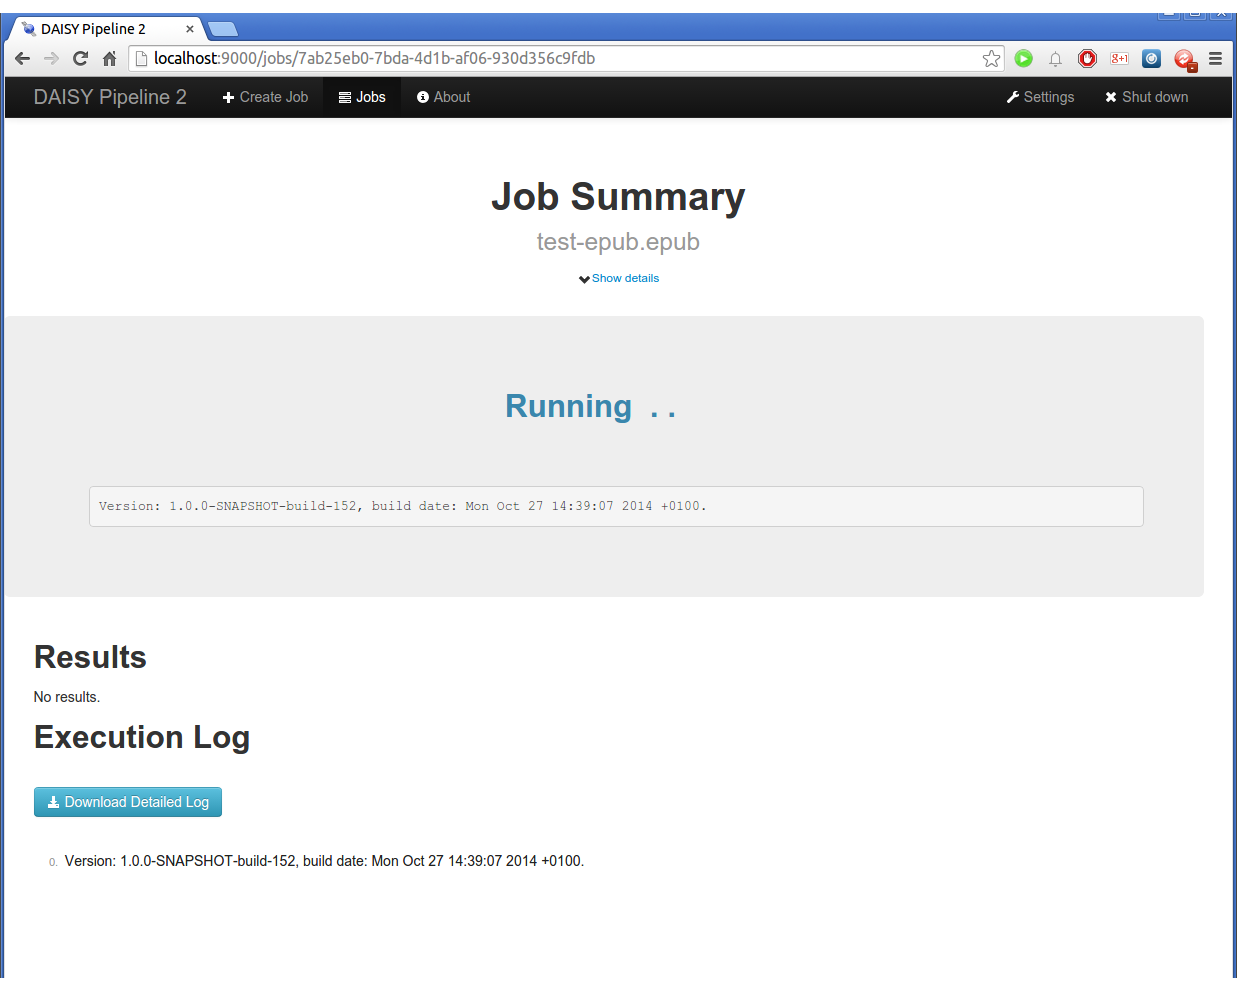 DAISY Pipeline 2 ×
localhost:9000/jobs/7ab25eb0-7bda-4d1b-af06-930d356c9fdb
DAISY Pipeline 2 Create Job Jobs About Settings Shut down
Job Summary
test-epub.epub
Show details
Running . .
Version: 1.0.0-SNAPSHOT-build-152, build date: Mon Oct 27 14:39:07 2014 +0100.
Results
No results.
Execution Log
Download Detailed Log
0. Version: 1.0.0-SNAPSHOT-build-152, build date: Mon Oct 27 14:39:07 2014 +0100.